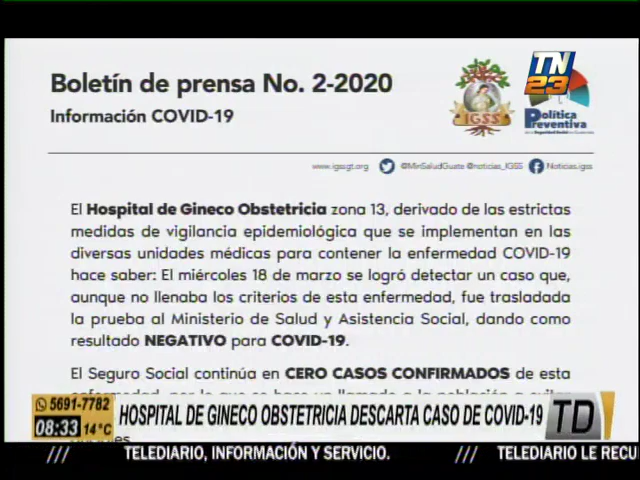 TN
23
Boletín de prensa No. 2-2020
Información COVID-19
IGSS
Política
Preventiva
www.igssgt.org @MinSaludGuate @noticias_IGSS Noticias.igss
El Hospital de Gineco Obstetricia zona 13, derivado de las estrictas
medidas de vigilancia epidemiológica que se implementan en las
diversas unidades médicas para contener la enfermedad COVID-19
hace saber: El miércoles 18 de marzo se logró detectar un caso que,
aunque no llenaba los criterios de esta enfermedad, fue trasladada
la prueba al Ministerio de Salud y Asistencia Social, dando como
resultado NEGATIVO para COVID-19.
El Seguro Social continúa en CERO CASOS CONFIRMADOS de esta
5691-7782
08:33 14°C
HOSPITAL DE GINECO OBSTETRICIA DESCARTA CASO DE COVID-19
TD
/// TELEDIARIO, INFORMACIÓN Y SERVICIO. /// TELEDIARIO LE RECU